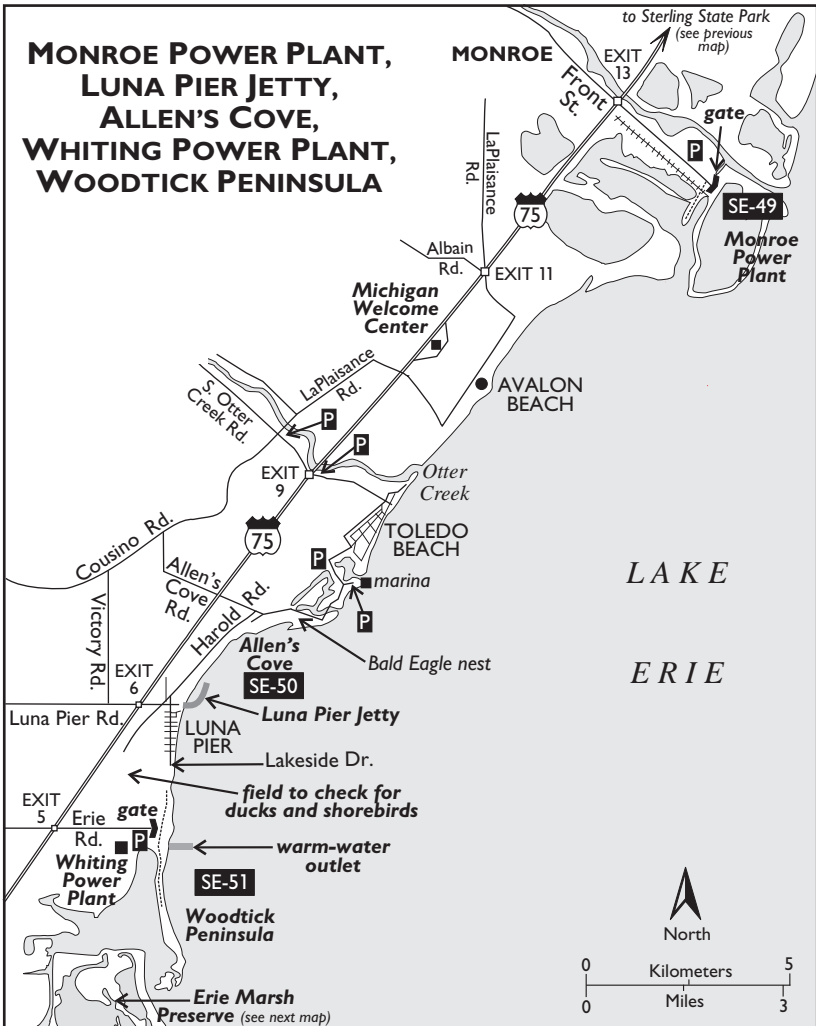 MONROE POWER PLANT,
LUNA PIER JETTY,
ALLEN'S COVE,
WHITING POWER PLANT,
WOODTICK PENINSULA
to Sterling State Park
(see previous
map)
MONROE
EXIT
13
Front
St.
gate
P
LaPlaisance
Rd.
75
SE-49
Monroe
Power
Plant
Albain
Rd.
EXIT 11
Michigan
Welcome
Center
LaPlaisance
Rd.
AVALON
BEACH
S. Otter
Creek Rd.
P
P
EXIT
9
Otter
Creek
Cousino Rd.
75
TOLEDO
BEACH
Allen's
Cove
Rd.
P
marina
LAKE
Victory Rd.
Harold Rd.
P
Allen's
Cove
Bald Eagle nest
ERIE
EXIT
6
SE-50
Luna Pier Rd.
Luna Pier Jetty
LUNA
PIER
Lakeside Dr.
field to check for
ducks and shorebirds
EXIT
5
gate
Erie
Rd.
P
warm-water
outlet
Whiting
Power
Plant
SE-51
Woodtick
Peninsula
North
0
5
Kilometers
0
3
Miles
Erie Marsh
Preserve (see next map)